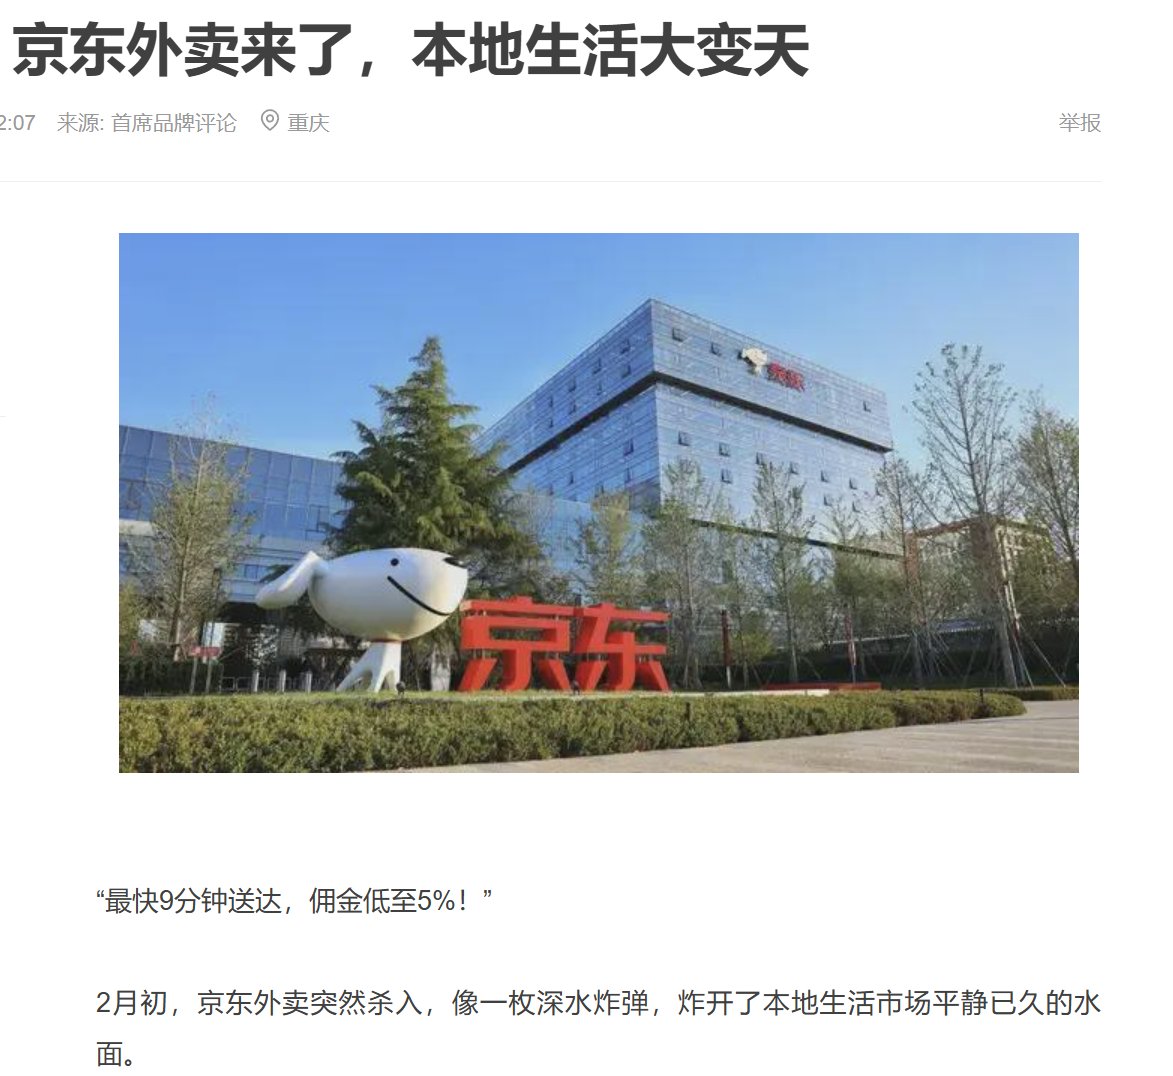 京东外卖来了，本地生活大变天
2:07 来源: 首席品牌评论 重庆 举报
京东
京东
“最快9分钟送达，佣金低至5%！”
2月初，京东外卖突然杀入，像一枚深水炸弹，炸开了本地生活市场平静已久的水
面。